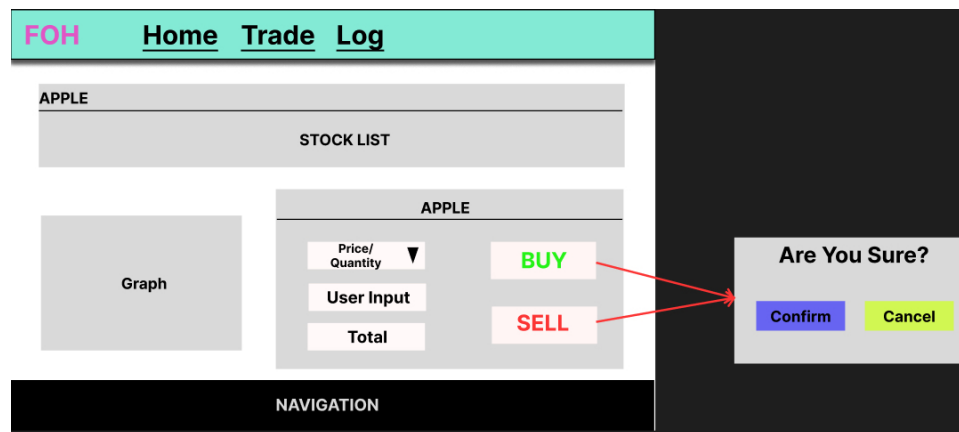 FOH Home Trade Log
APPLE
STOCK LIST
APPLE
Graph
Price/
Quantity
User Input
Total
BUY
SELL
Are You Sure?
Confirm Cancel
NAVIGATION